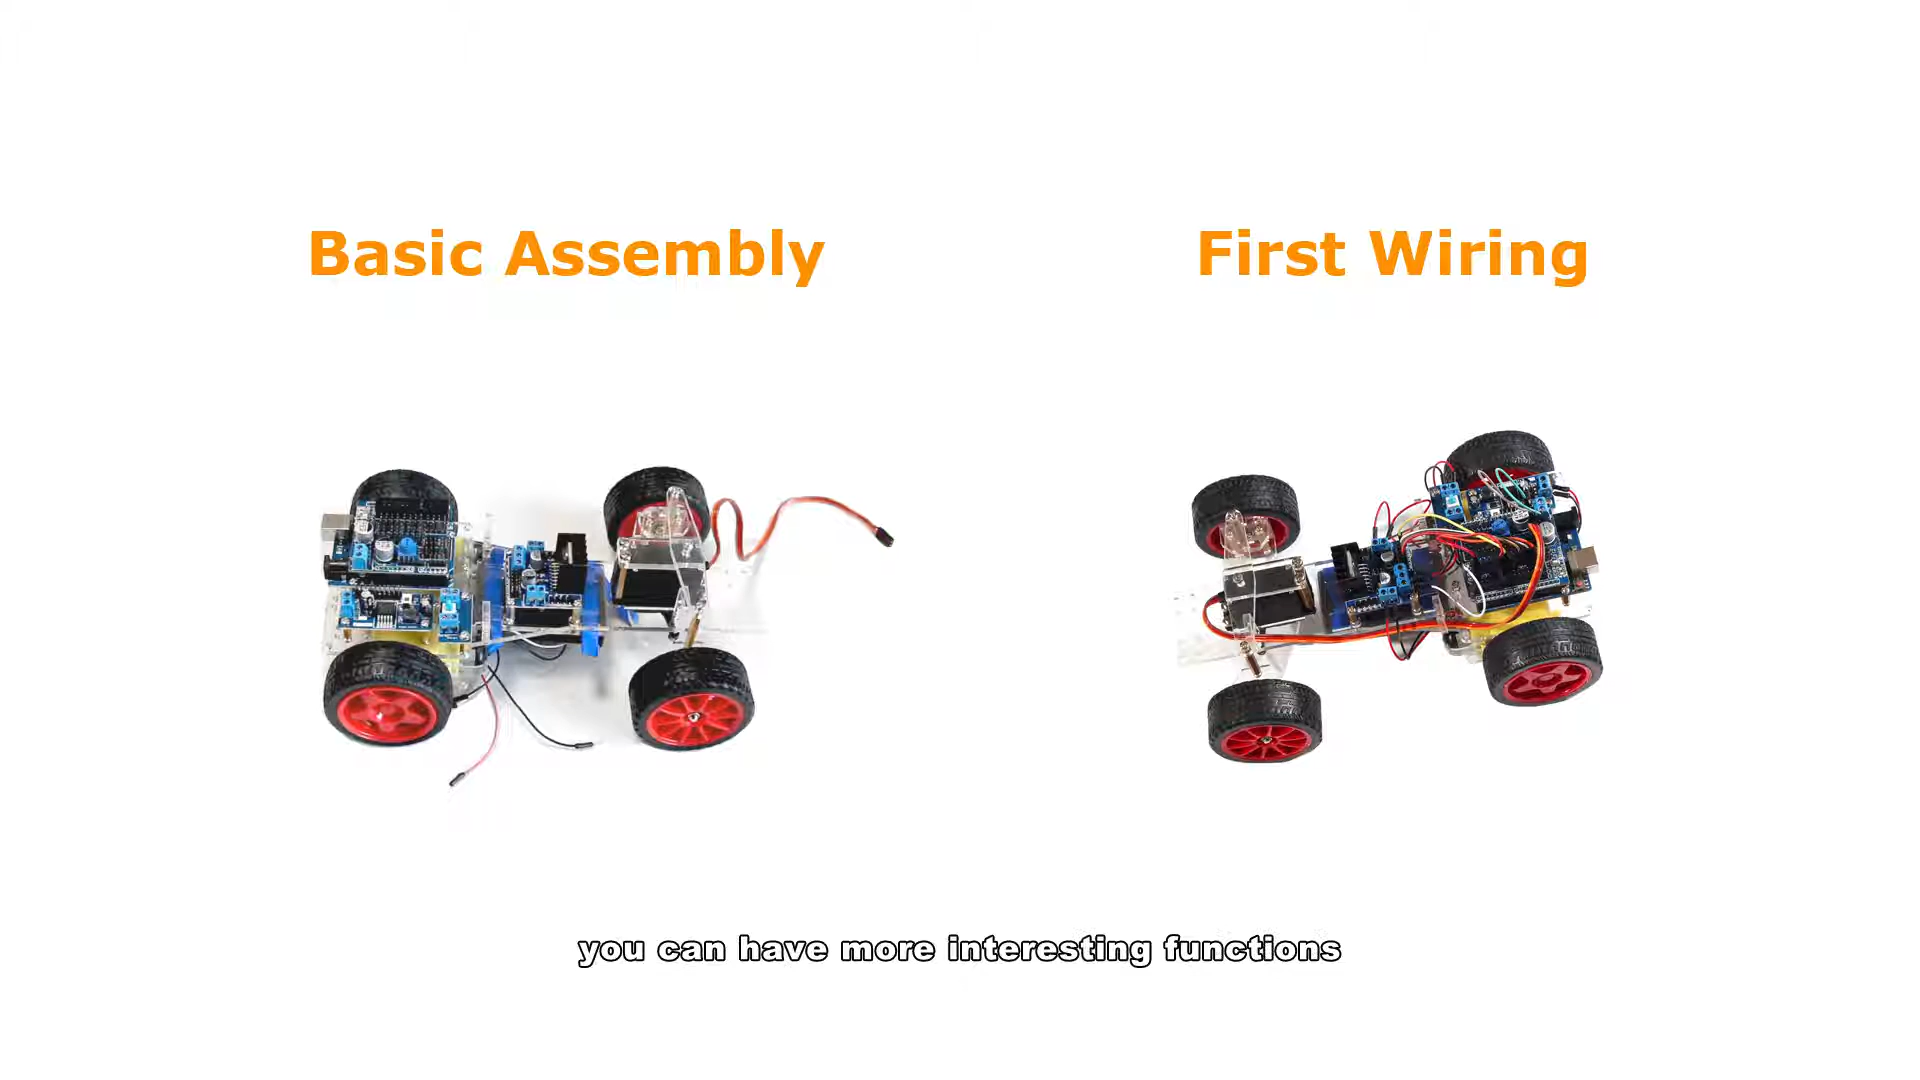 Basic Assembly
First Wiring
you can have more interesting functions